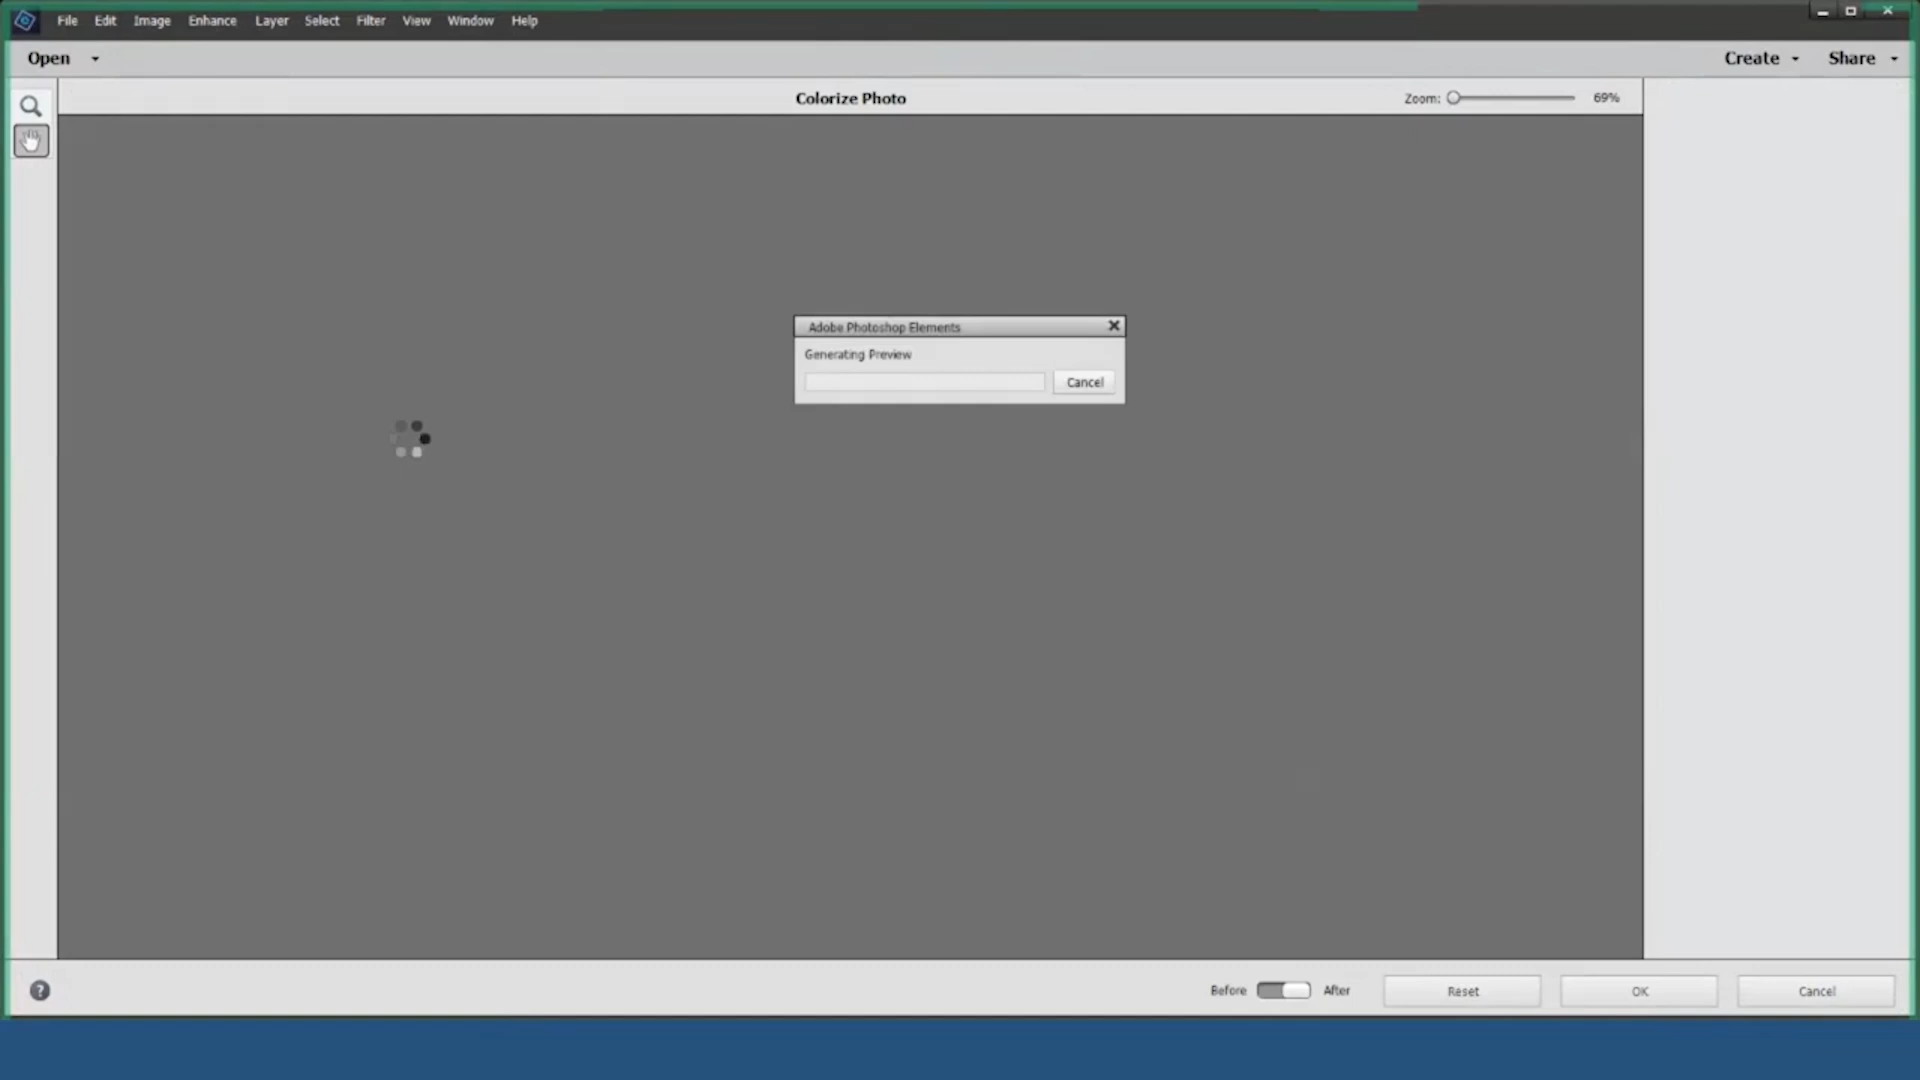 File Edit Image Enhance Layer Select Filter View Window Help
Open Create Share
Colorize Photo Zoom: 69%
Adobe Photoshop Elements
Generating Preview
Cancel
Before After Reset OK Cancel